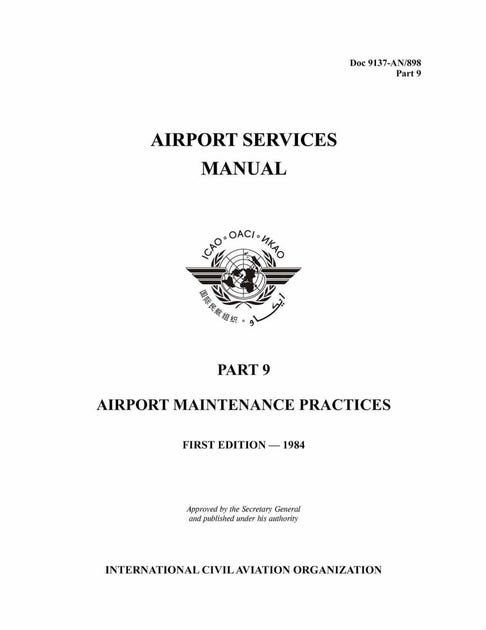 Doc 9137-AN/898
Part 9
AIRPORT SERVICES
MANUAL
ICAO ° OACI ° ИКАО
国际民航组织 ° ايكاو
PART 9
AIRPORT MAINTENANCE PRACTICES
FIRST EDITION — 1984
Approved by the Secretary General
and published under his authority
INTERNATIONAL CIVIL AVIATION ORGANIZATION